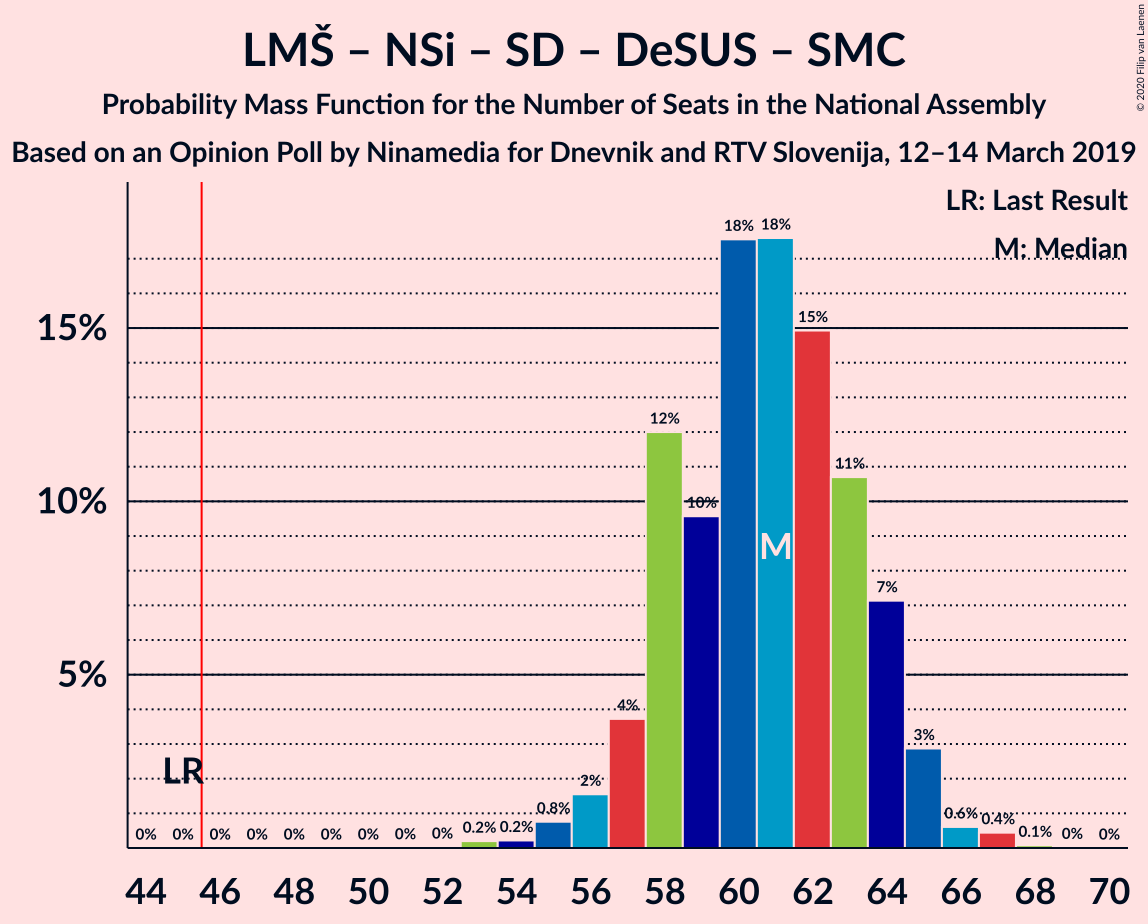 LMŠ – NSi – SD – DeSUS – SMC
Probability Mass Function for the Number of Seats in the National Assembly
Based on an Opinion Poll by Ninamedia for Dnevnik and RTV Slovenija, 12–14 March 2019
© 2020 Filip van Laenen
LR: Last Result
M: Median
15%
10%
5%
0% 0% 0% 0% 0% 0% 0% 0% 0% 0.2% 0.2% 0.8% 2% 4% 12% 10% 18% 18% 15% 11% 7% 3% 0.6% 0.4% 0.1% 0% 0%
M
LR
44 46 48 50 52 54 56 58 60 62 64 66 68 70